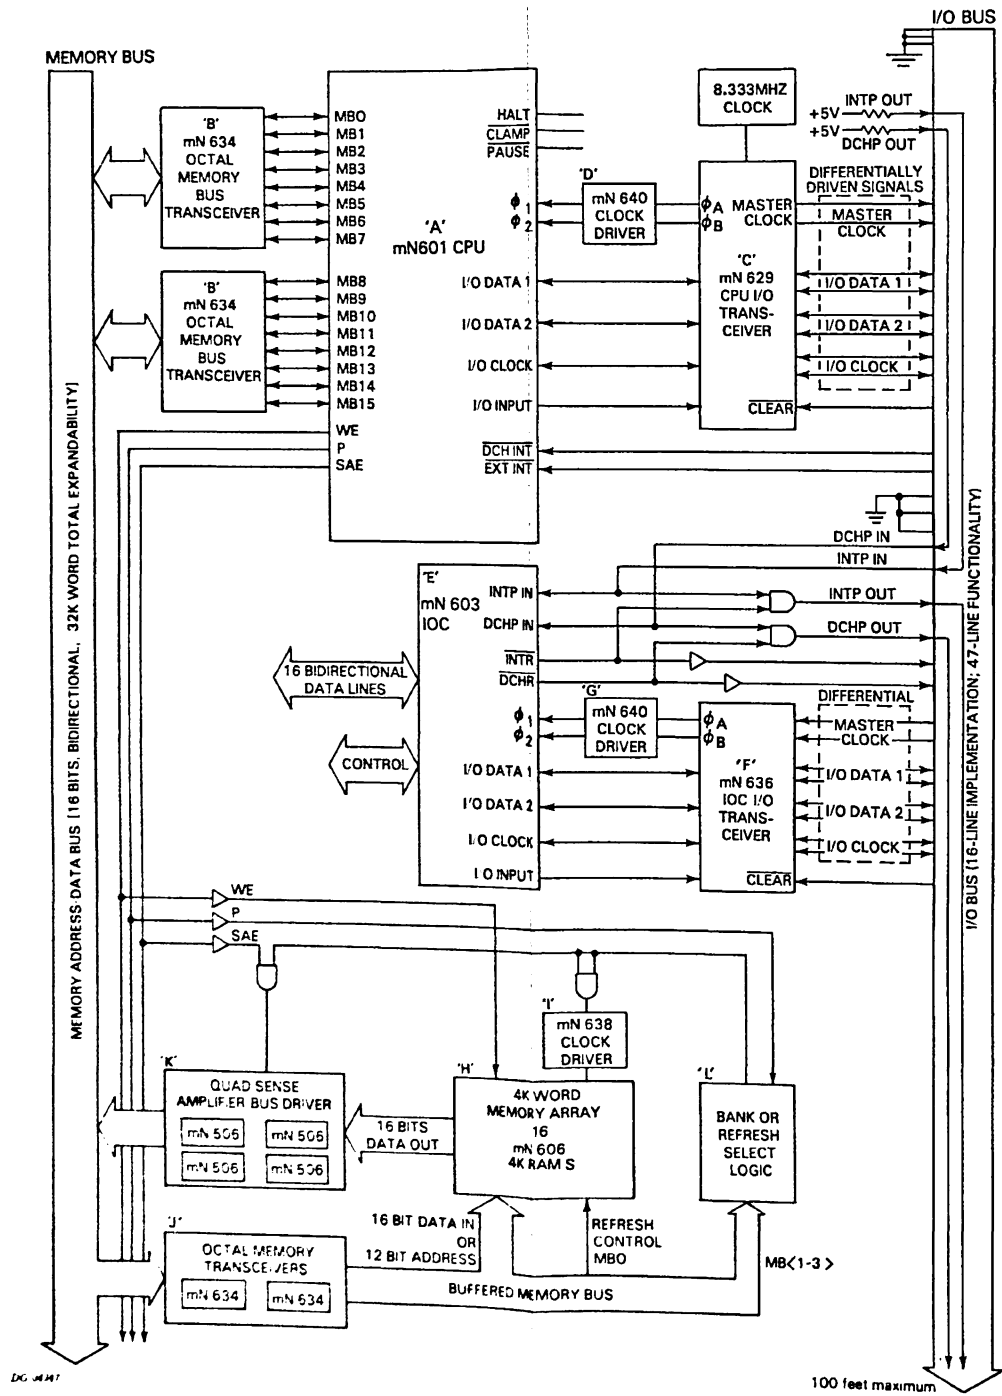 I/O BUS
MEMORY BUS
8.333MHZ
CLOCK
INTP OUT
+5V
+5V
DCHP OUT
'B'
mN 634
OCTAL
MEMORY
BUS
TRANSCEIVER
MB0
MB1
MB2
MB3
MB4
MB5
MB6
MB7
'A'
mN601 CPU
HALT
CLAMP
PAUSE
ϕ1
ϕ2
'D'
mN 640
CLOCK
DRIVER
ϕA
ϕB
MASTER
CLOCK
'C'
mN 629
CPU I/O
TRANS-
CEIVER
DIFFERENTIALLY
DRIVEN SIGNALS
MASTER
CLOCK
I/O DATA 1
I/O DATA 2
I/O CLOCK
'B'
mN 634
OCTAL
MEMORY
BUS
TRANSCEIVER
MB8
MB9
MB10
MB11
MB12
MB13
MB14
MB15
I/O DATA 1
I/O DATA 2
I/O CLOCK
I/O INPUT
CLEAR
WE
P
SAE
DCH INT
EXT INT
DCHP IN
INTP IN
'E'
mN 603
IOC
INTP IN
DCHP IN
INTR
DCHR
INTP OUT
DCHP OUT
16 BIDIRECTIONAL
DATA LINES
CONTROL
ϕ1
ϕ2
'G'
mN 640
CLOCK
DRIVER
ϕA
ϕB
'F'
mN 636
IOC I/O
TRANS-
CEIVER
DIFFERENTIAL
MASTER
CLOCK
I/O DATA 1
I/O DATA 2
I/O CLOCK
I/O DATA 1
I/O DATA 2
I/O CLOCK
I O INPUT
CLEAR
MEMORY ADDRESS-DATA BUS [16 BITS, BIDIRECTIONAL, 32K WORD TOTAL EXPANDABILITY]
I/O BUS [16-LINE IMPLEMENTATION; 47-LINE FUNCTIONALITY)
WE
P
SAE
'I'
mN 638
CLOCK
DRIVER
'K'
QUAD SENSE
AMPLIFIER BUS DRIVER
mN 506
mN 506
mN 506
mN 506
16 BITS
DATA OUT
'H'
4K WORD
MEMORY ARRAY
16
mN 606
4K RAM S
'L'
BANK OR
REFRESH
SELECT
LOGIC
'J'
OCTAL MEMORY
TRANSCEIVERS
mN 634
mN 634
16 BIT DATA IN
OR
12 BIT ADDRESS
REFRESH
CONTROL
MBO
MB<1-3>
BUFFERED MEMORY BUS
100 feet maximum